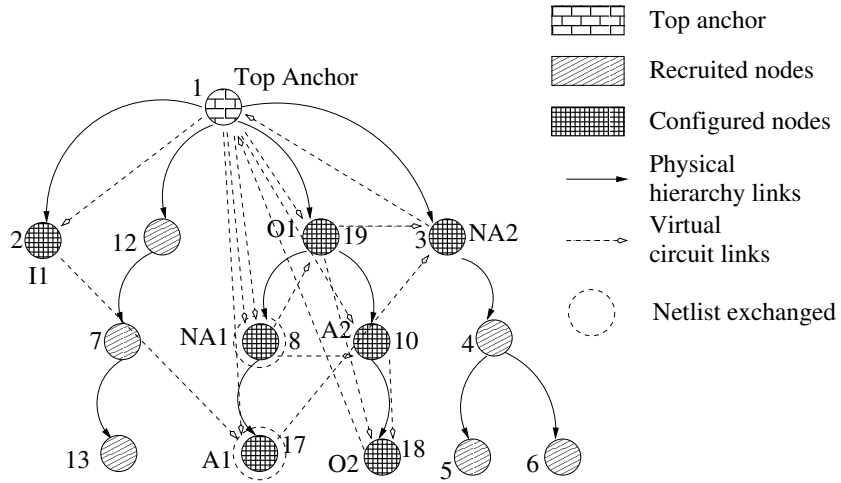 Top anchor
Recruited nodes
Configured nodes
Physical
hierarchy links
Virtual
circuit links
Netlist exchanged
1 Top Anchor
2 I1
12
O1 19
3 NA2
7
NA1 8
A2 10
4
13
A1 17
O2 18
5
6